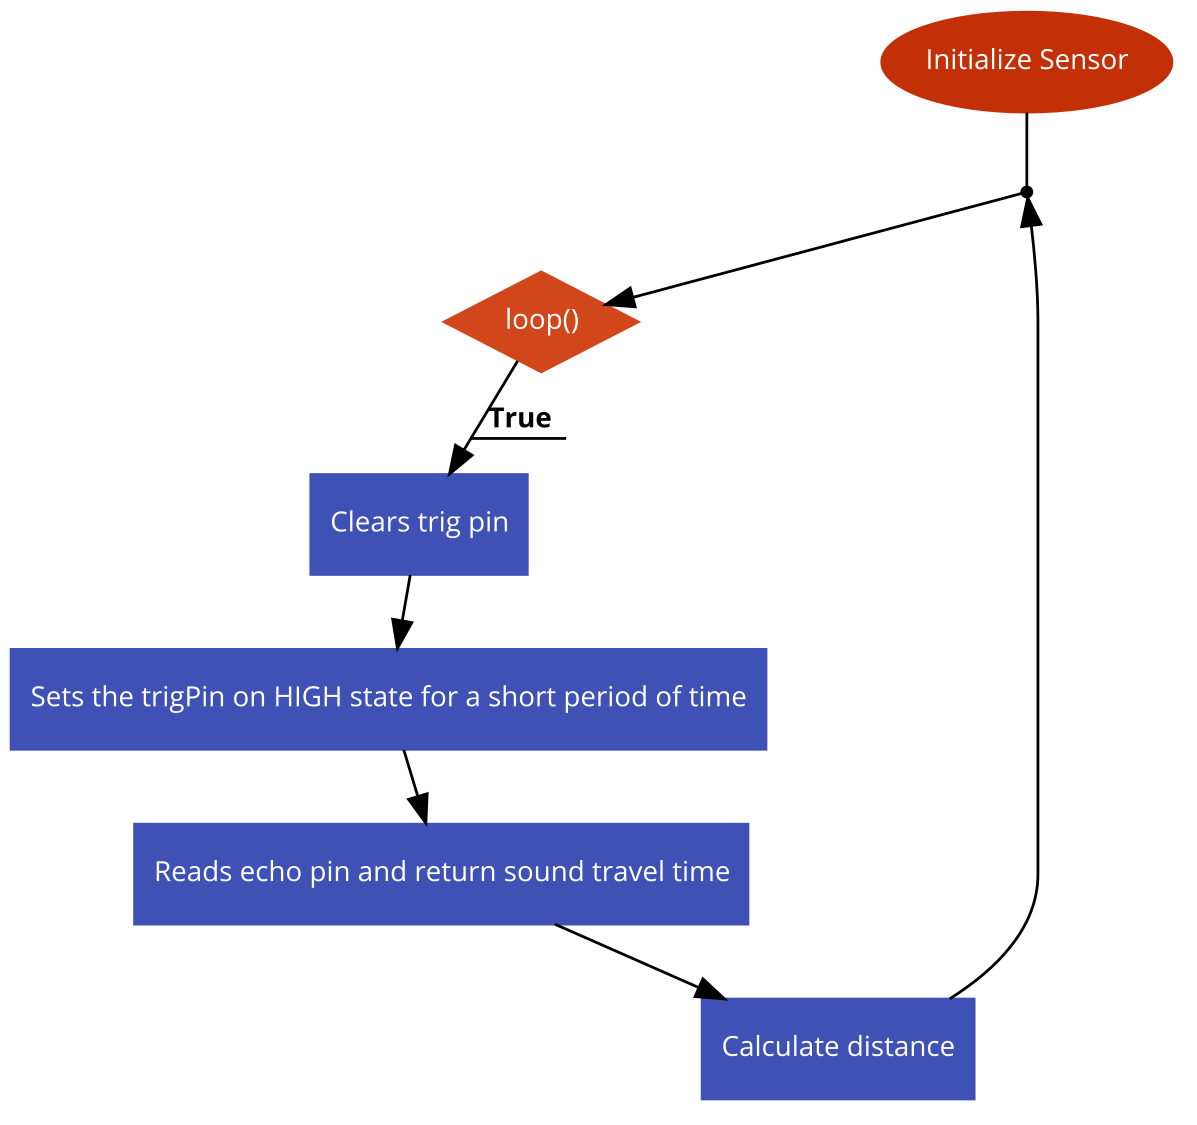 Initialize Sensor
loop()
True
Clears trig pin
Sets the trigPin on HIGH state for a short period of time
Reads echo pin and return sound travel time
Calculate distance